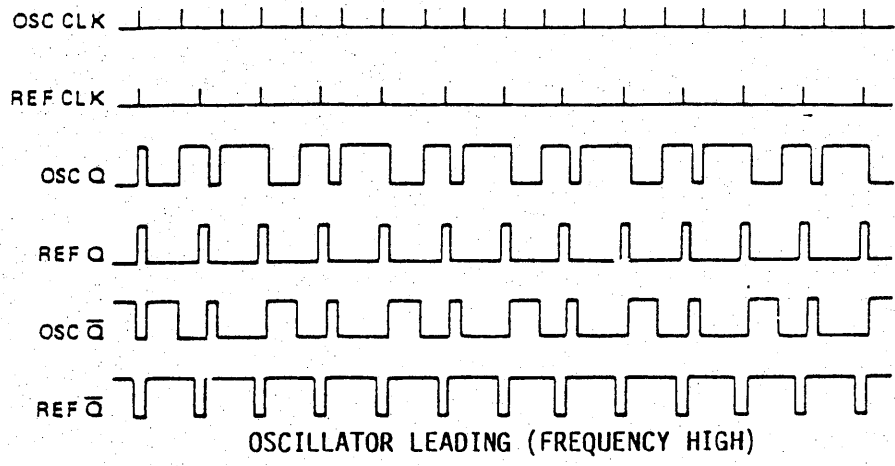 OSC CLK
REF CLK
OSC Q
REF Q
OSC Q̅
REF Q̅
OSCILLATOR LEADING (FREQUENCY HIGH)